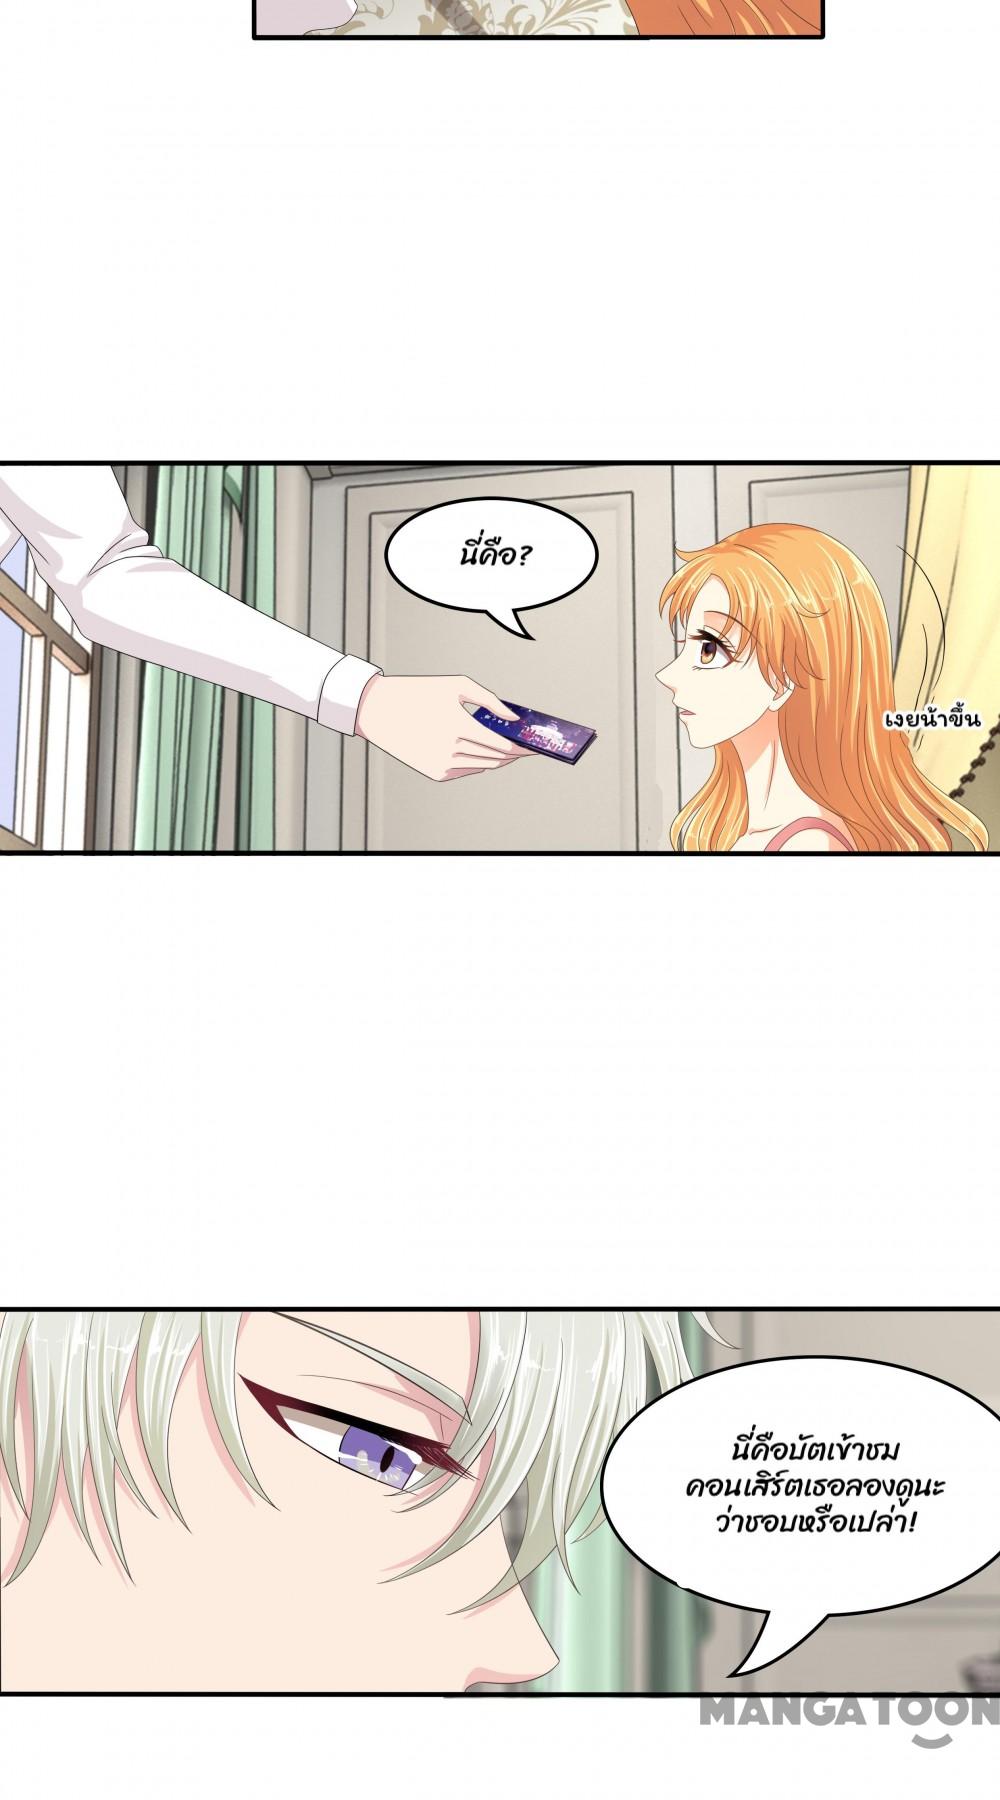 นี่คือ?
เงยน้าขึ้น
นี่คือบัตเข้าชม
คอนเสิร์ตเธอลองดูนะ
ว่าชอบหรือเปล่า!
MANGATOON